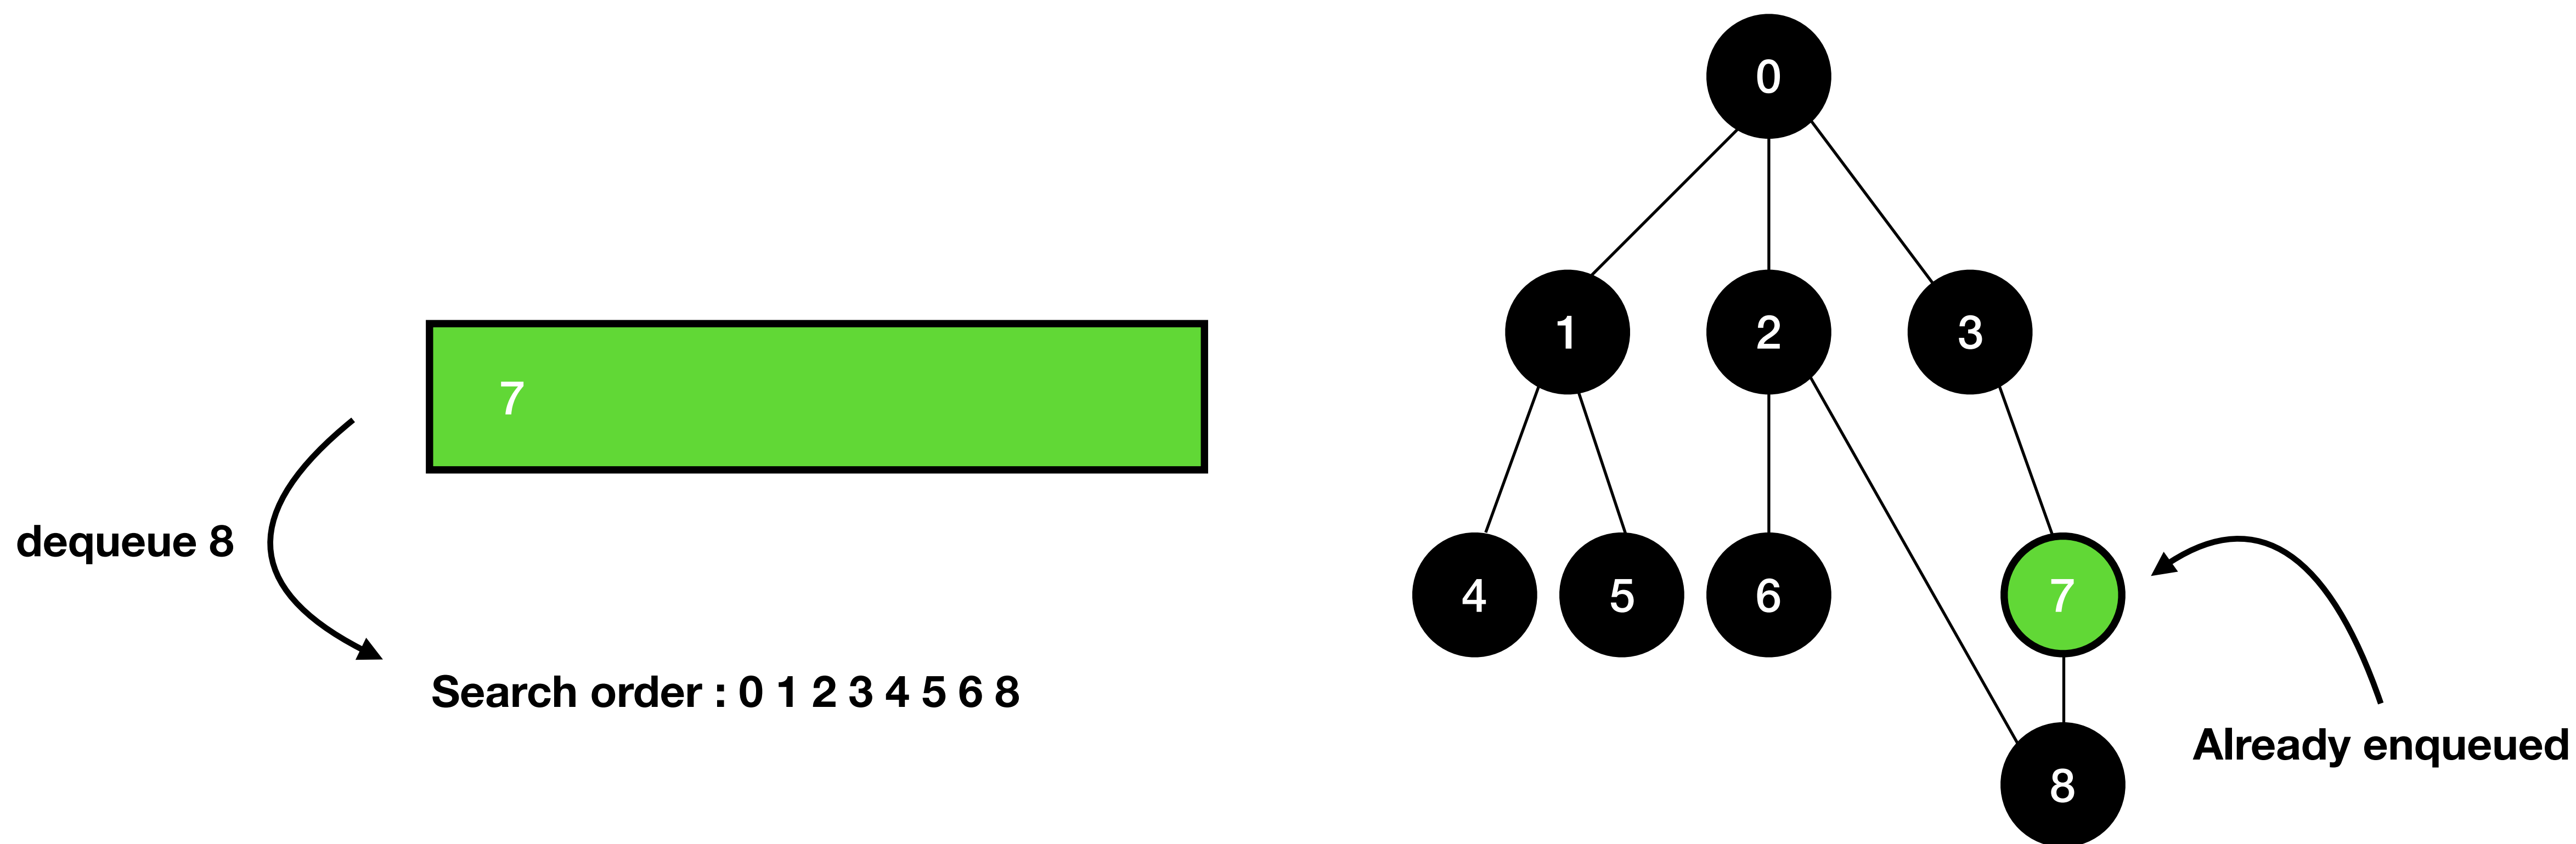 7
dequeue 8
Search order : 0 1 2 3 4 5 6 8
0
1 2 3
4 5 6 7
Already enqueued
8